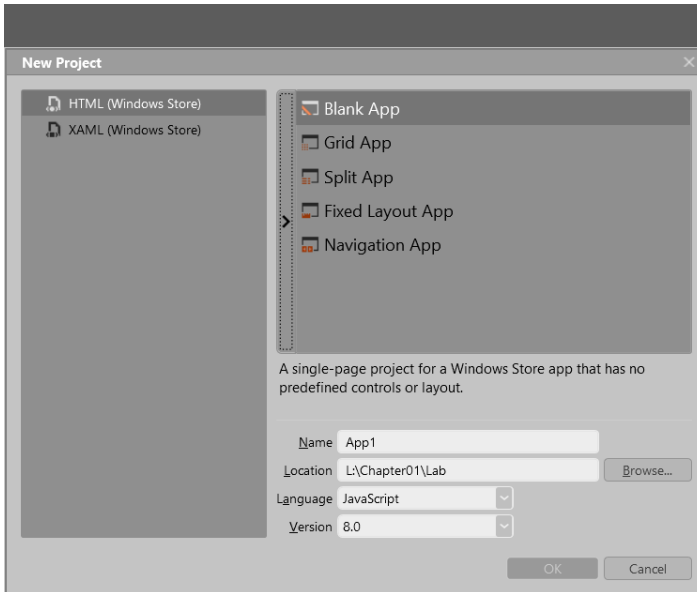 New Project
HTML (Windows Store)
XAML (Windows Store)
Blank App
Grid App
Split App
Fixed Layout App
Navigation App
A single-page project for a Windows Store app that has no
predefined controls or layout.
Name App1
Location L:\Chapter01\Lab Browse...
Language JavaScript
Version 8.0
OK Cancel